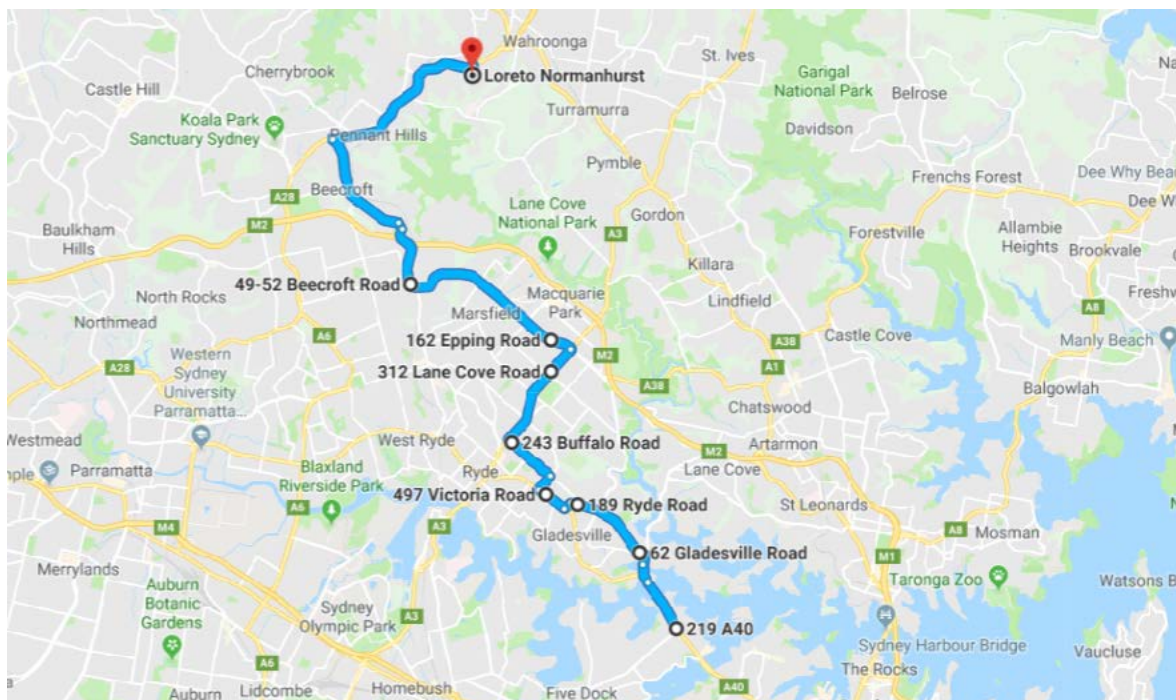 Wahroonga
St. Ives
Cherrybrook
Loreto Normanhurst
Garigal
National Park
Belrose
Castle Hill
Turramurra
Koala Park
Sanctuary Sydney
Pennant Hills
Davidson
Pymble
Frenchs Forest
Dee Why
Beecroft
Lane Cove
National Park
A28
Gordon
A3
M2
Forestville
Allambie
Heights
Baulkham
Hills
Brookvale
Killara
49-52 Beecroft Road
North Rocks
Macquarie
Park
Lindfield
Marsfield
Northmead
A6
A8
162 Epping Road
Castle Cove
Manly Beach
Western
Sydney
University
Parramatta...
M2
A38
A28
312 Lane Cove Road
A1
A38
Balgowlah
Chatswood
Westmead
West Ryde
243 Buffalo Road
Artarmon
Parramatta
Ryde
M2
Lane Cove
Blaxland
Riverside Park
497 Victoria Road
189 Ryde Road
St Leonards
A6
M4
A3
Gladesville
A8
Mosman
62 Gladesville Road
M1
Merrylands
Taronga Zoo
Watsons B
Auburn
Botanic
Gardens
Sydney
Olympic Park
A3
219 A40
Sydney Harbour Bridge
Vaucluse
The Rocks
A6
Auburn
Lidcombe
Homebush
Five Dock
A40